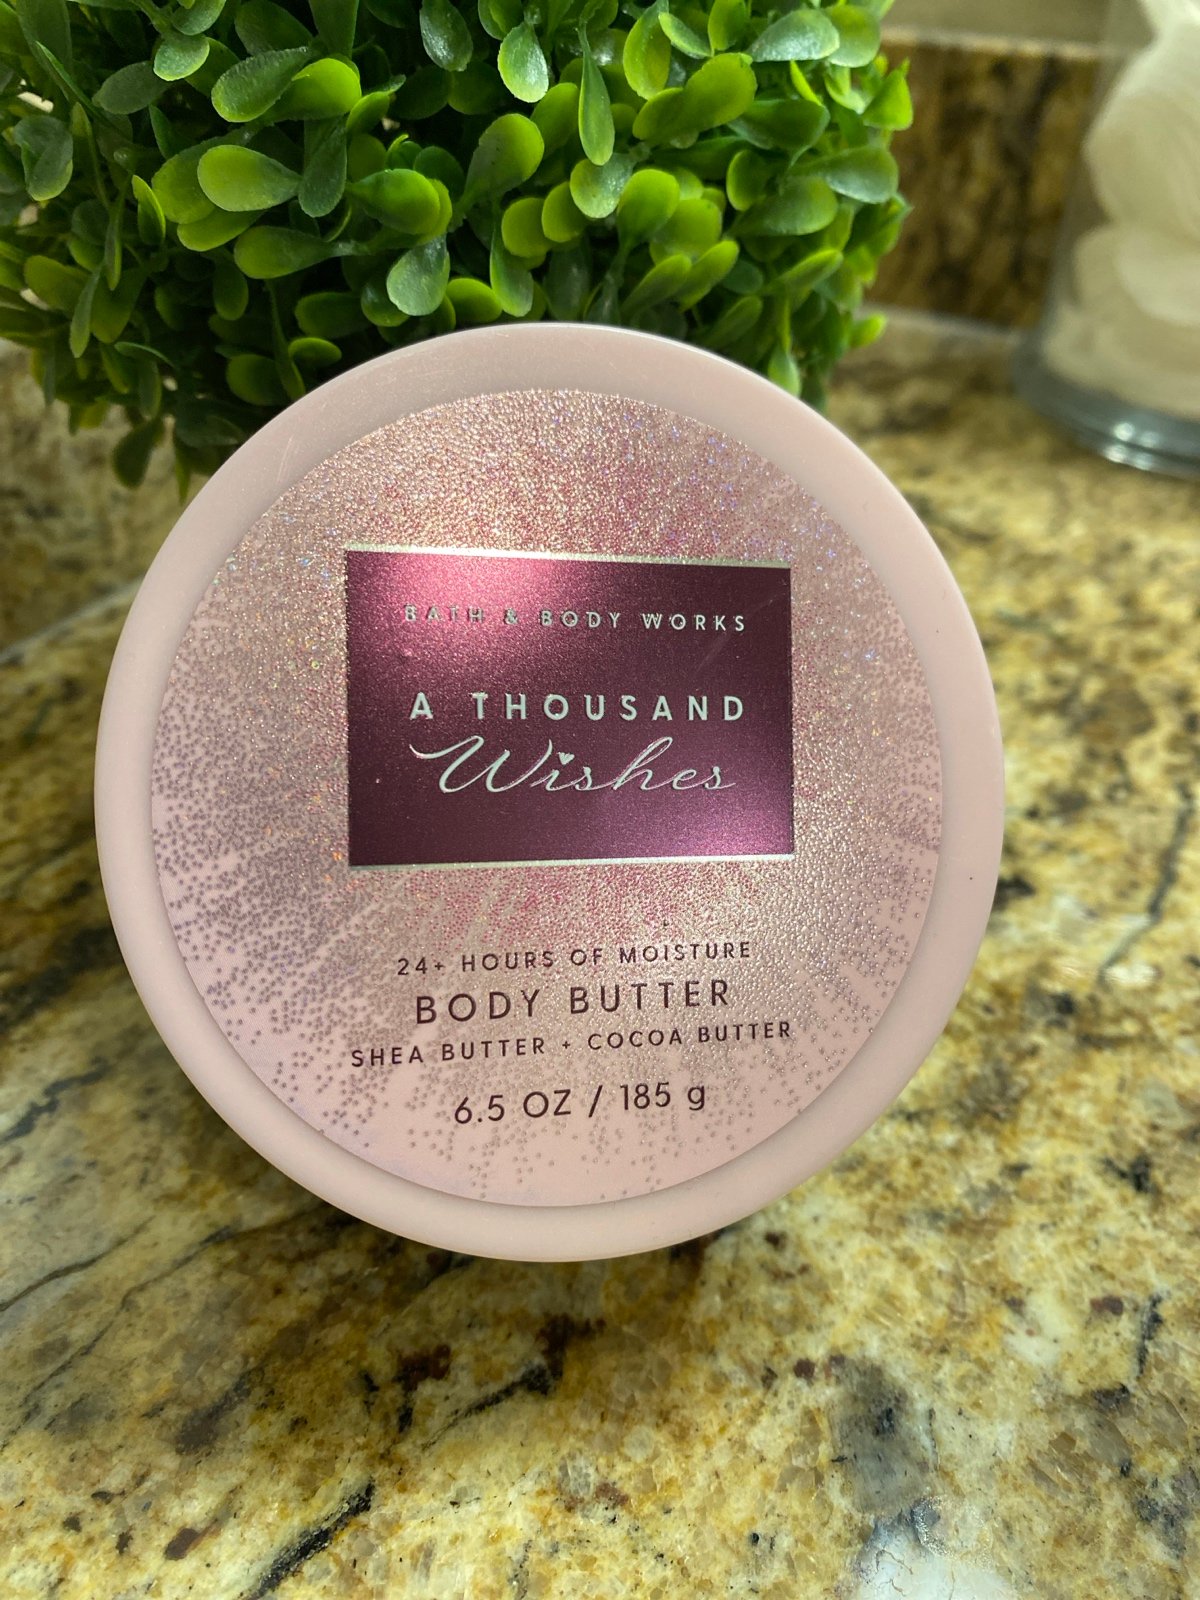 BATH & BODY WORKS
A THOUSAND
Wishes
24+ HOURS OF MOISTURE
BODY BUTTER
SHEA BUTTER + COCOA BUTTER
6.5 OZ / 185 g